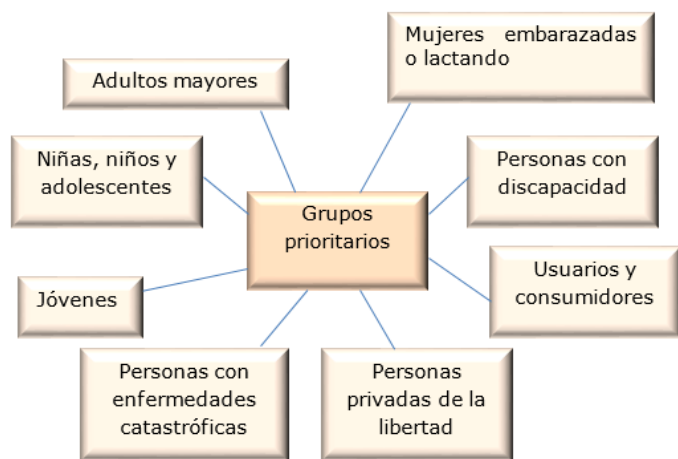 Mujeres embarazadas
o lactando
Adultos mayores
Niñas, niños y
adolescentes
Personas con
discapacidad
Grupos
prioritarios
Usuarios y
consumidores
Jóvenes
Personas con
enfermedades
catastróficas
Personas
privadas de la
libertad